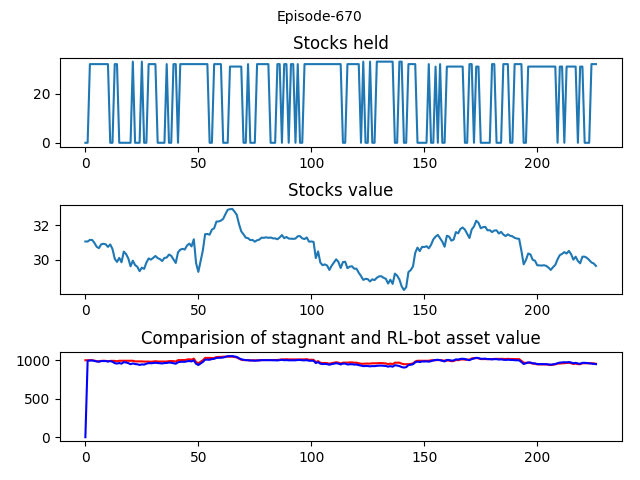 Episode-670
Stocks held
20
0
0 50 100 150 200
Stocks value
32
30
0 50 100 150 200
Comparision of stagnant and RL-bot asset value
1000
500
0
0 50 100 150 200